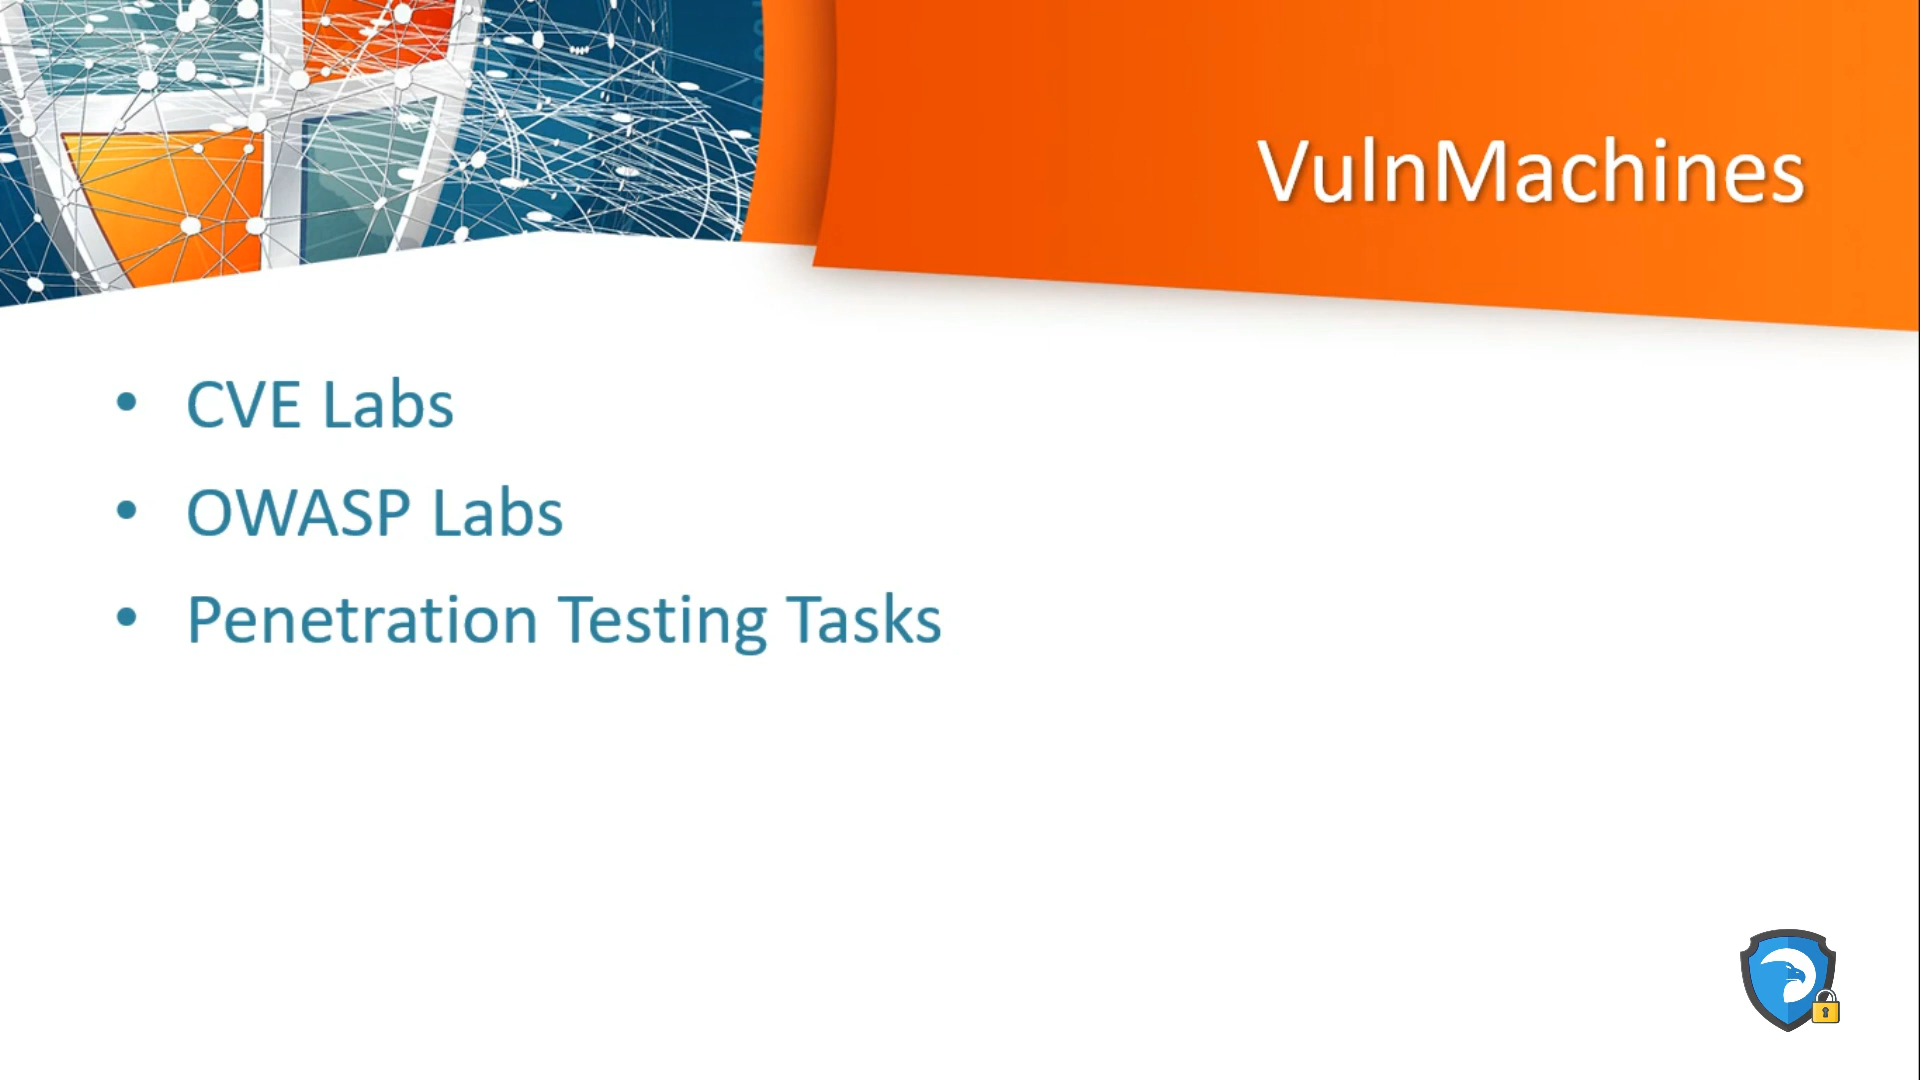 VulnMachines
• CVE Labs
• OWASP Labs
• Penetration Testing Tasks